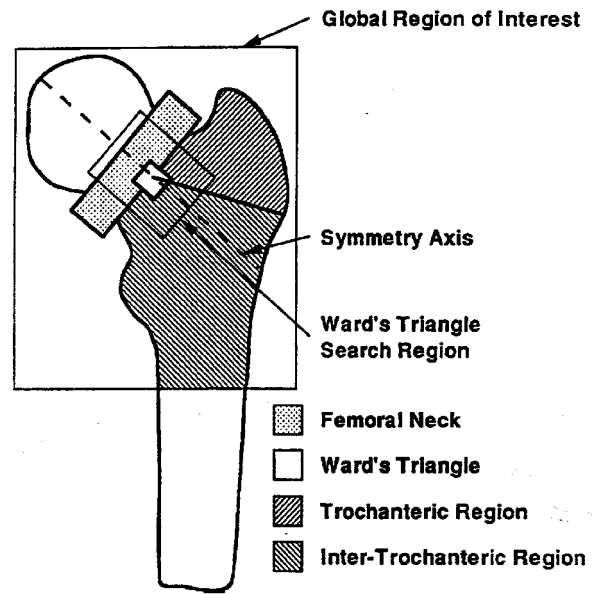 Global Region of Interest
Symmetry Axis
Ward's Triangle
Search Region
Femoral Neck
Ward's Triangle
Trochanteric Region
Inter-Trochanteric Region